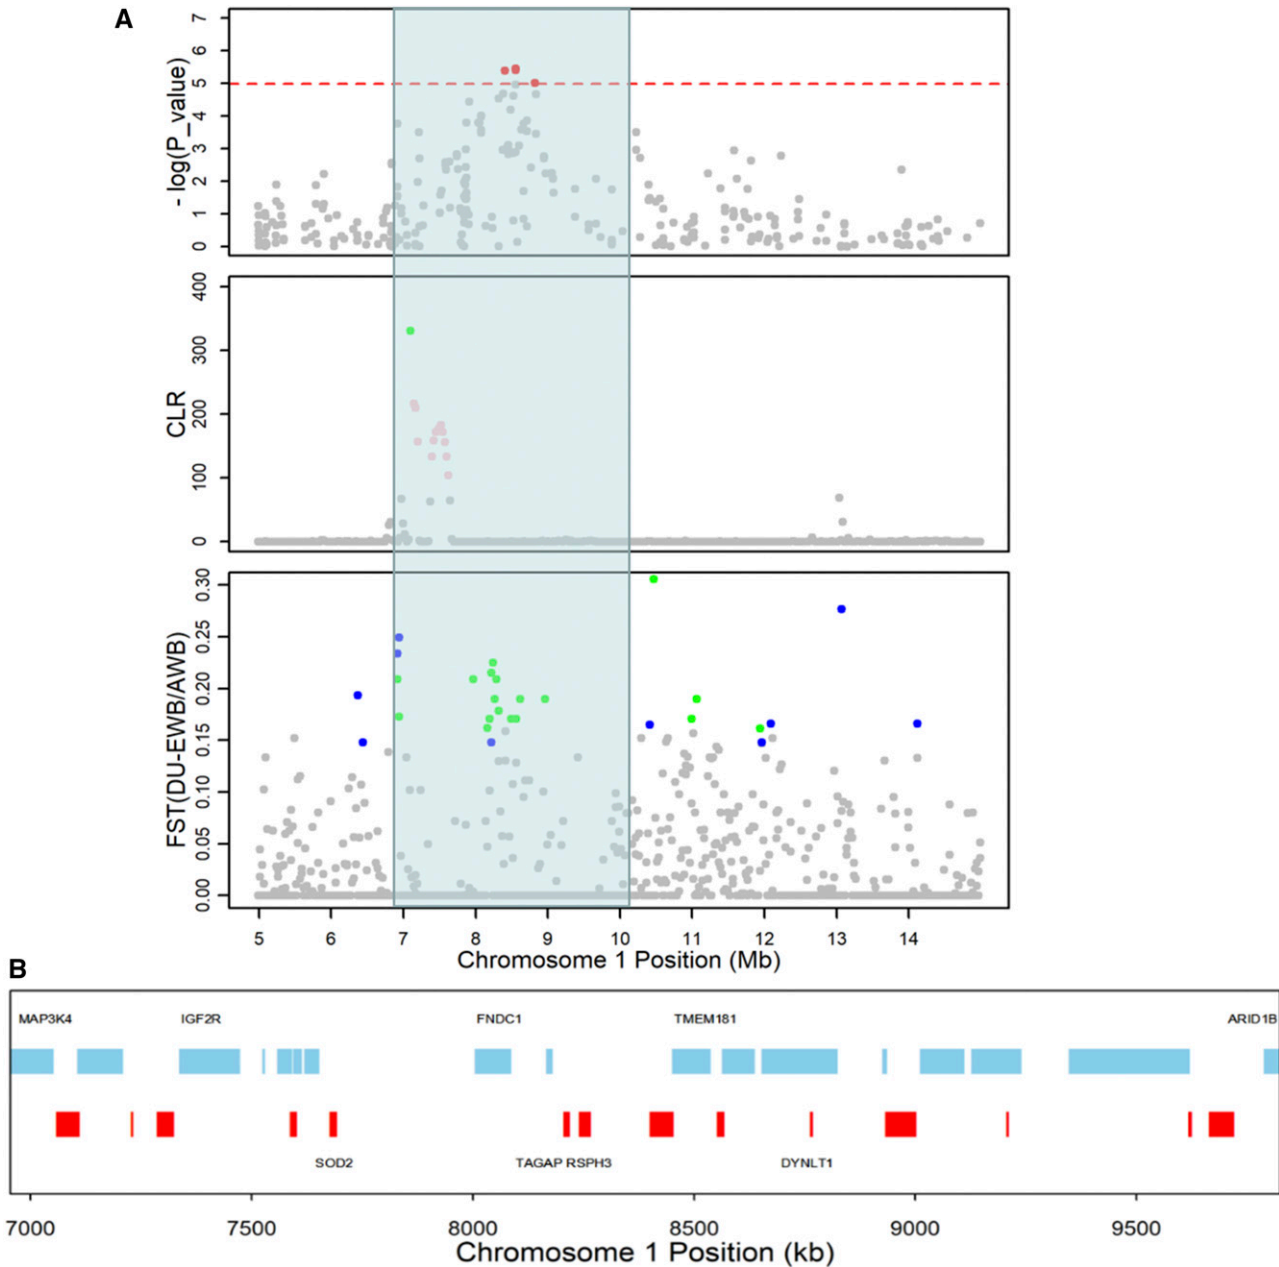 A
- log(P_value)
7
6
5
4
3
2
1
0
CLR
400
300
200
100
0
FST(DU-EWB/AWB)
0.30
0.25
0.20
0.15
0.10
0.05
0.00
5 6 7 8 9 10 11 12 13 14
Chromosome 1 Position (Mb)
B
MAP3K4 IGF2R FNDC1 TMEM181 ARID1B
SOD2 TAGAP RSPH3 DYNLT1
7000 7500 8000 8500 9000 9500
Chromosome 1 Position (kb)